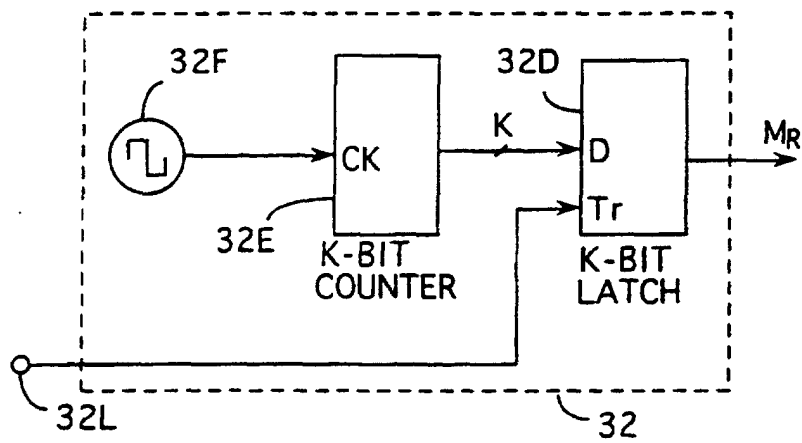 32F
32D
K
MR
CK
D
Tr
32E
K-BIT
COUNTER
K-BIT
LATCH
32L
32